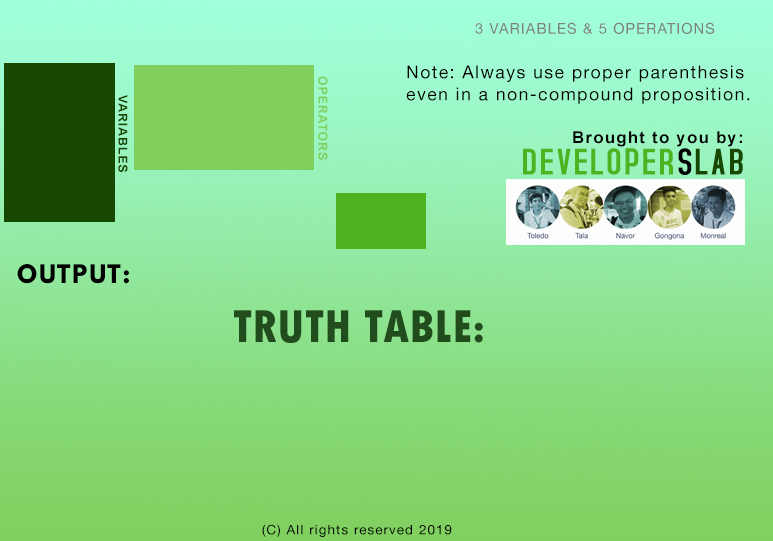 3 VARIABLES & 5 OPERATIONS
Note: Always use proper parenthesis
even in a non-compound proposition.
VARIABLES
OPERATORS
Brought to you by:
DEVELOPERSLAB
Toledo Tala Navor Gongona Monreal
OUTPUT:
TRUTH TABLE:
(C) All rights reserved 2019